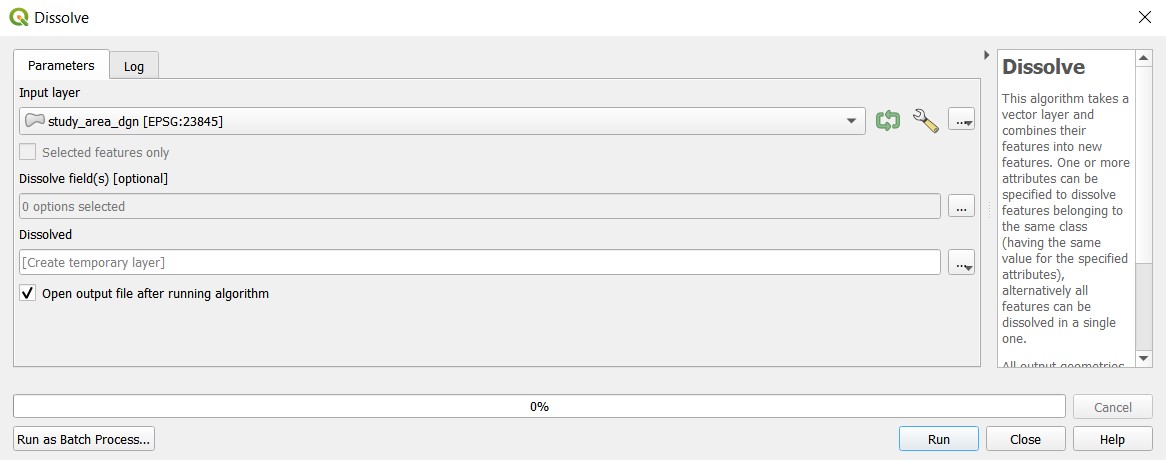 Dissolve
Parameters
Log
Input layer
study_area_dgn [EPSG:23845]
...
Selected features only
Dissolve field(s) [optional]
0 options selected
...
Dissolved
[Create temporary layer]
...
Open output file after running algorithm
Dissolve
This algorithm takes a
vector layer and
combines their
features into new
features. One or more
attributes can be
specified to dissolve
features belonging to
the same class
(having the same
value for the specified
attributes),
alternatively all
features can be
dissolved in a single
one.
All output geometries
0%
Cancel
Run as Batch Process...
Run
Close
Help